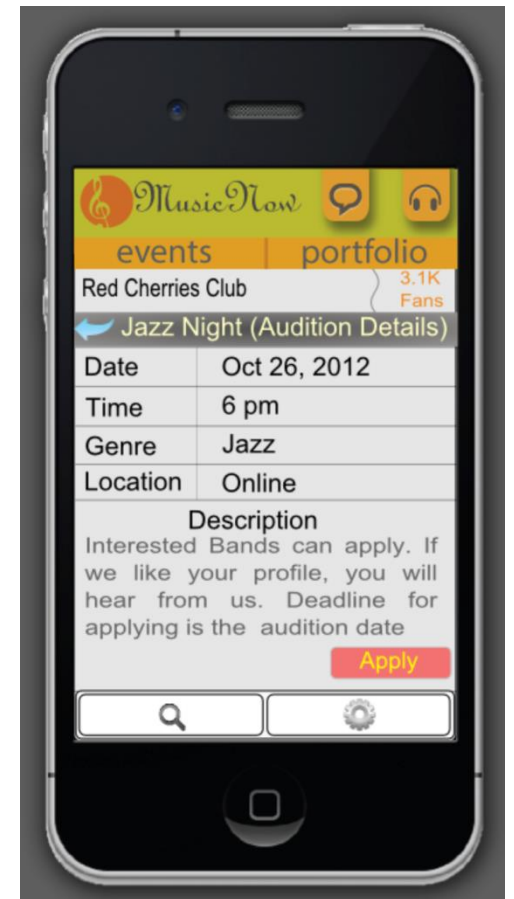 MusicNow
events portfolio
Red Cherries Club 3.1K Fans
Jazz Night (Audition Details)
Date Oct 26, 2012
Time 6 pm
Genre Jazz
Location Online
Description
Interested Bands can apply. If
we like your profile, you will
hear from us. Deadline for
applying is the audition date
Apply